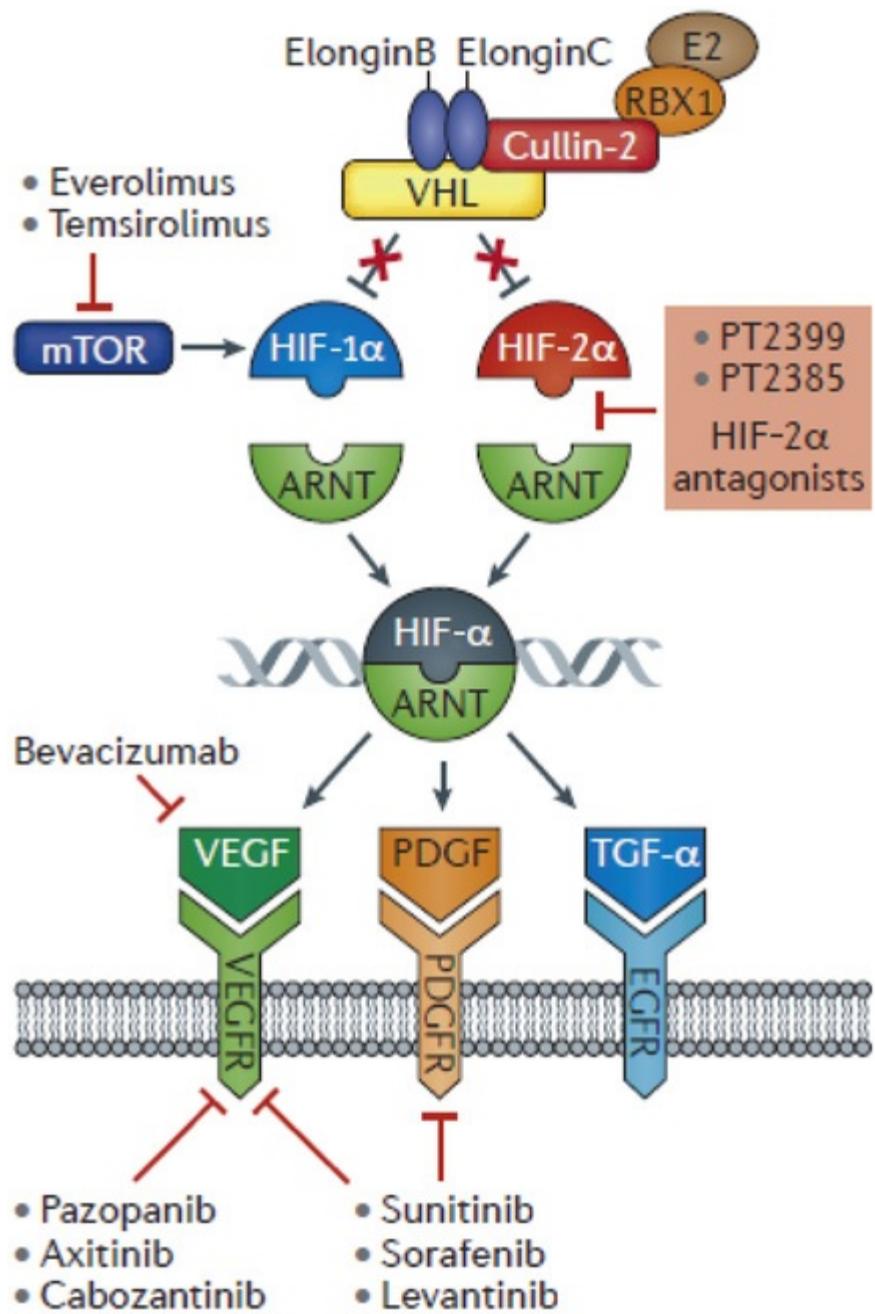 ElonginB ElonginC
E2
RBX1
Cullin-2
VHL
• Everolimus
• Temsirolimus
mTOR
HIF-1α
HIF-2α
• PT2399
• PT2385
HIF-2α
antagonists
ARNT
ARNT
HIF-α
ARNT
Bevacizumab
VEGF
PDGF
TGF-α
VEGFR
PDGFR
EGFR
• Pazopanib
• Axitinib
• Cabozantinib
• Sunitinib
• Sorafenib
• Levantinib